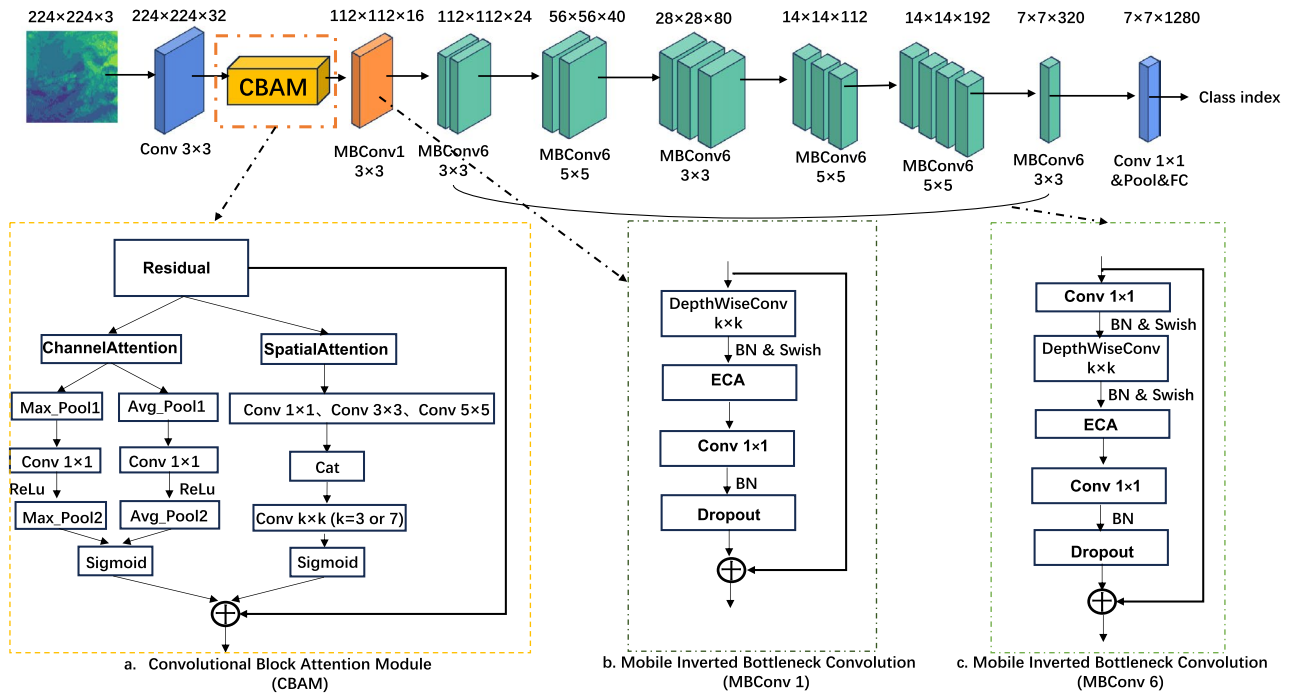 224×224×3
224×224×32
112×112×16
112×112×24
56×56×40
28×28×80
14×14×112
14×14×192
7×7×320
7×7×1280
CBAM
Class index
Conv 3×3
MBConv1
3×3
MBConv6
3×3
MBConv6
5×5
MBConv6
3×3
MBConv6
5×5
MBConv6
5×5
MBConv6
3×3
Conv 1×1
&Pool&FC
Residual
ChannelAttention
SpatialAttention
Max_Pool1
Avg_Pool1
Conv 1×1、Conv 3×3、Conv 5×5
Conv 1×1
Conv 1×1
Cat
ReLu
ReLu
Max_Pool2
Avg_Pool2
Conv k×k (k=3 or 7)
Sigmoid
Sigmoid
a. Convolutional Block Attention Module
(CBAM)
DepthWiseConv
k×k
BN & Swish
ECA
Conv 1×1
BN
Dropout
b. Mobile Inverted Bottleneck Convolution
(MBConv 1)
Conv 1×1
BN & Swish
DepthWiseConv
k×k
BN & Swish
ECA
Conv 1×1
BN
Dropout
c. Mobile Inverted Bottleneck Convolution
(MBConv 6)